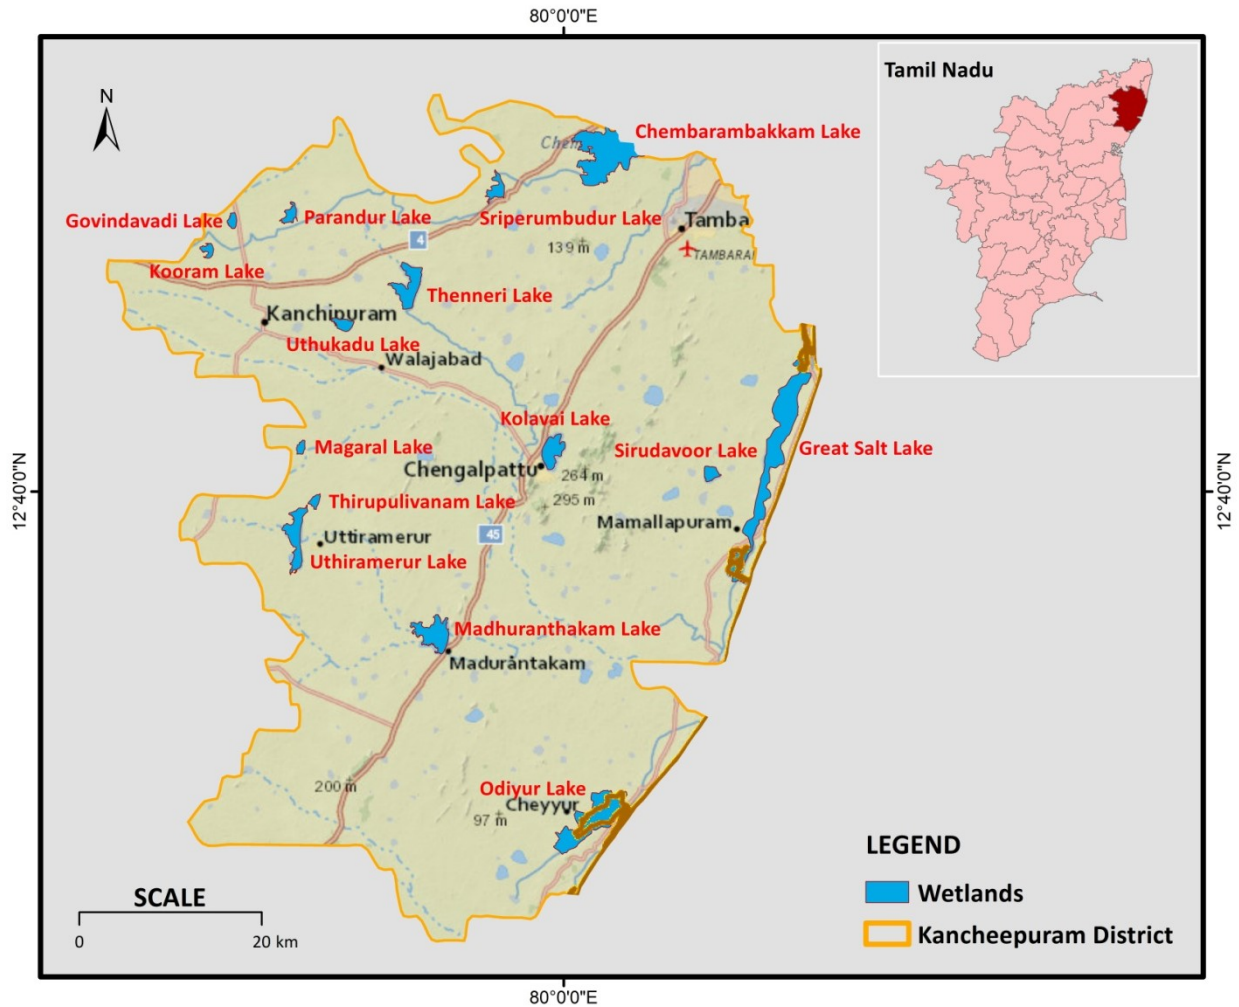 80°0'0"E
Tamil Nadu
N
Chembarambakkam Lake
Govindavadi Lake
Parandur Lake
Sriperumbudur Lake
Tamba
4
139 m
TAMBARA
Kooram Lake
Thenneri Lake
Kanchipuram
Uthukadu Lake
Walajabad
Kolavai Lake
Magaral Lake
Sirudavoor Lake
Great Salt Lake
Chengalpattu
264 m
12°40'0"N
12°40'0"N
Thirupulivanam Lake
295 m
Mamallapuram
45
Uttiramerur
Uthiramerur Lake
Madhuranthakam Lake
Madurāntakam
200 m
Odiyur Lake
Cheyyur
97 m
LEGEND
Wetlands
Kancheepuram District
SCALE
0
20 km
80°0'0"E